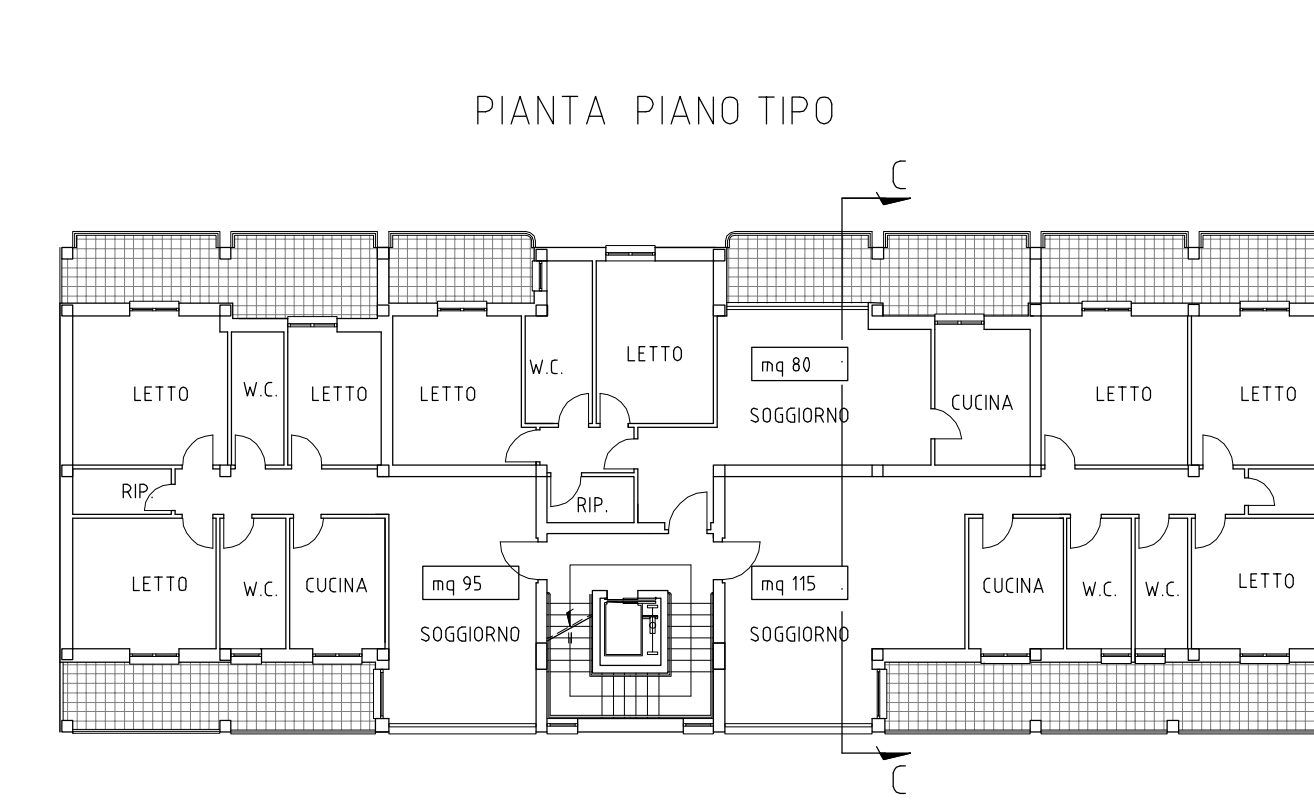 PIANTA PIANO TIPO
C
LETTO
W.C.
LETTO
LETTO
W.C.
LETTO
mq 80
SOGGIORNO
CUCINA
LETTO
LETTO
RIP.
RIP.
LETTO
W.C.
CUCINA
mq 95
SOGGIORNO
mq 115
SOGGIORNO
CUCINA
W.C.
W.C.
LETTO
C